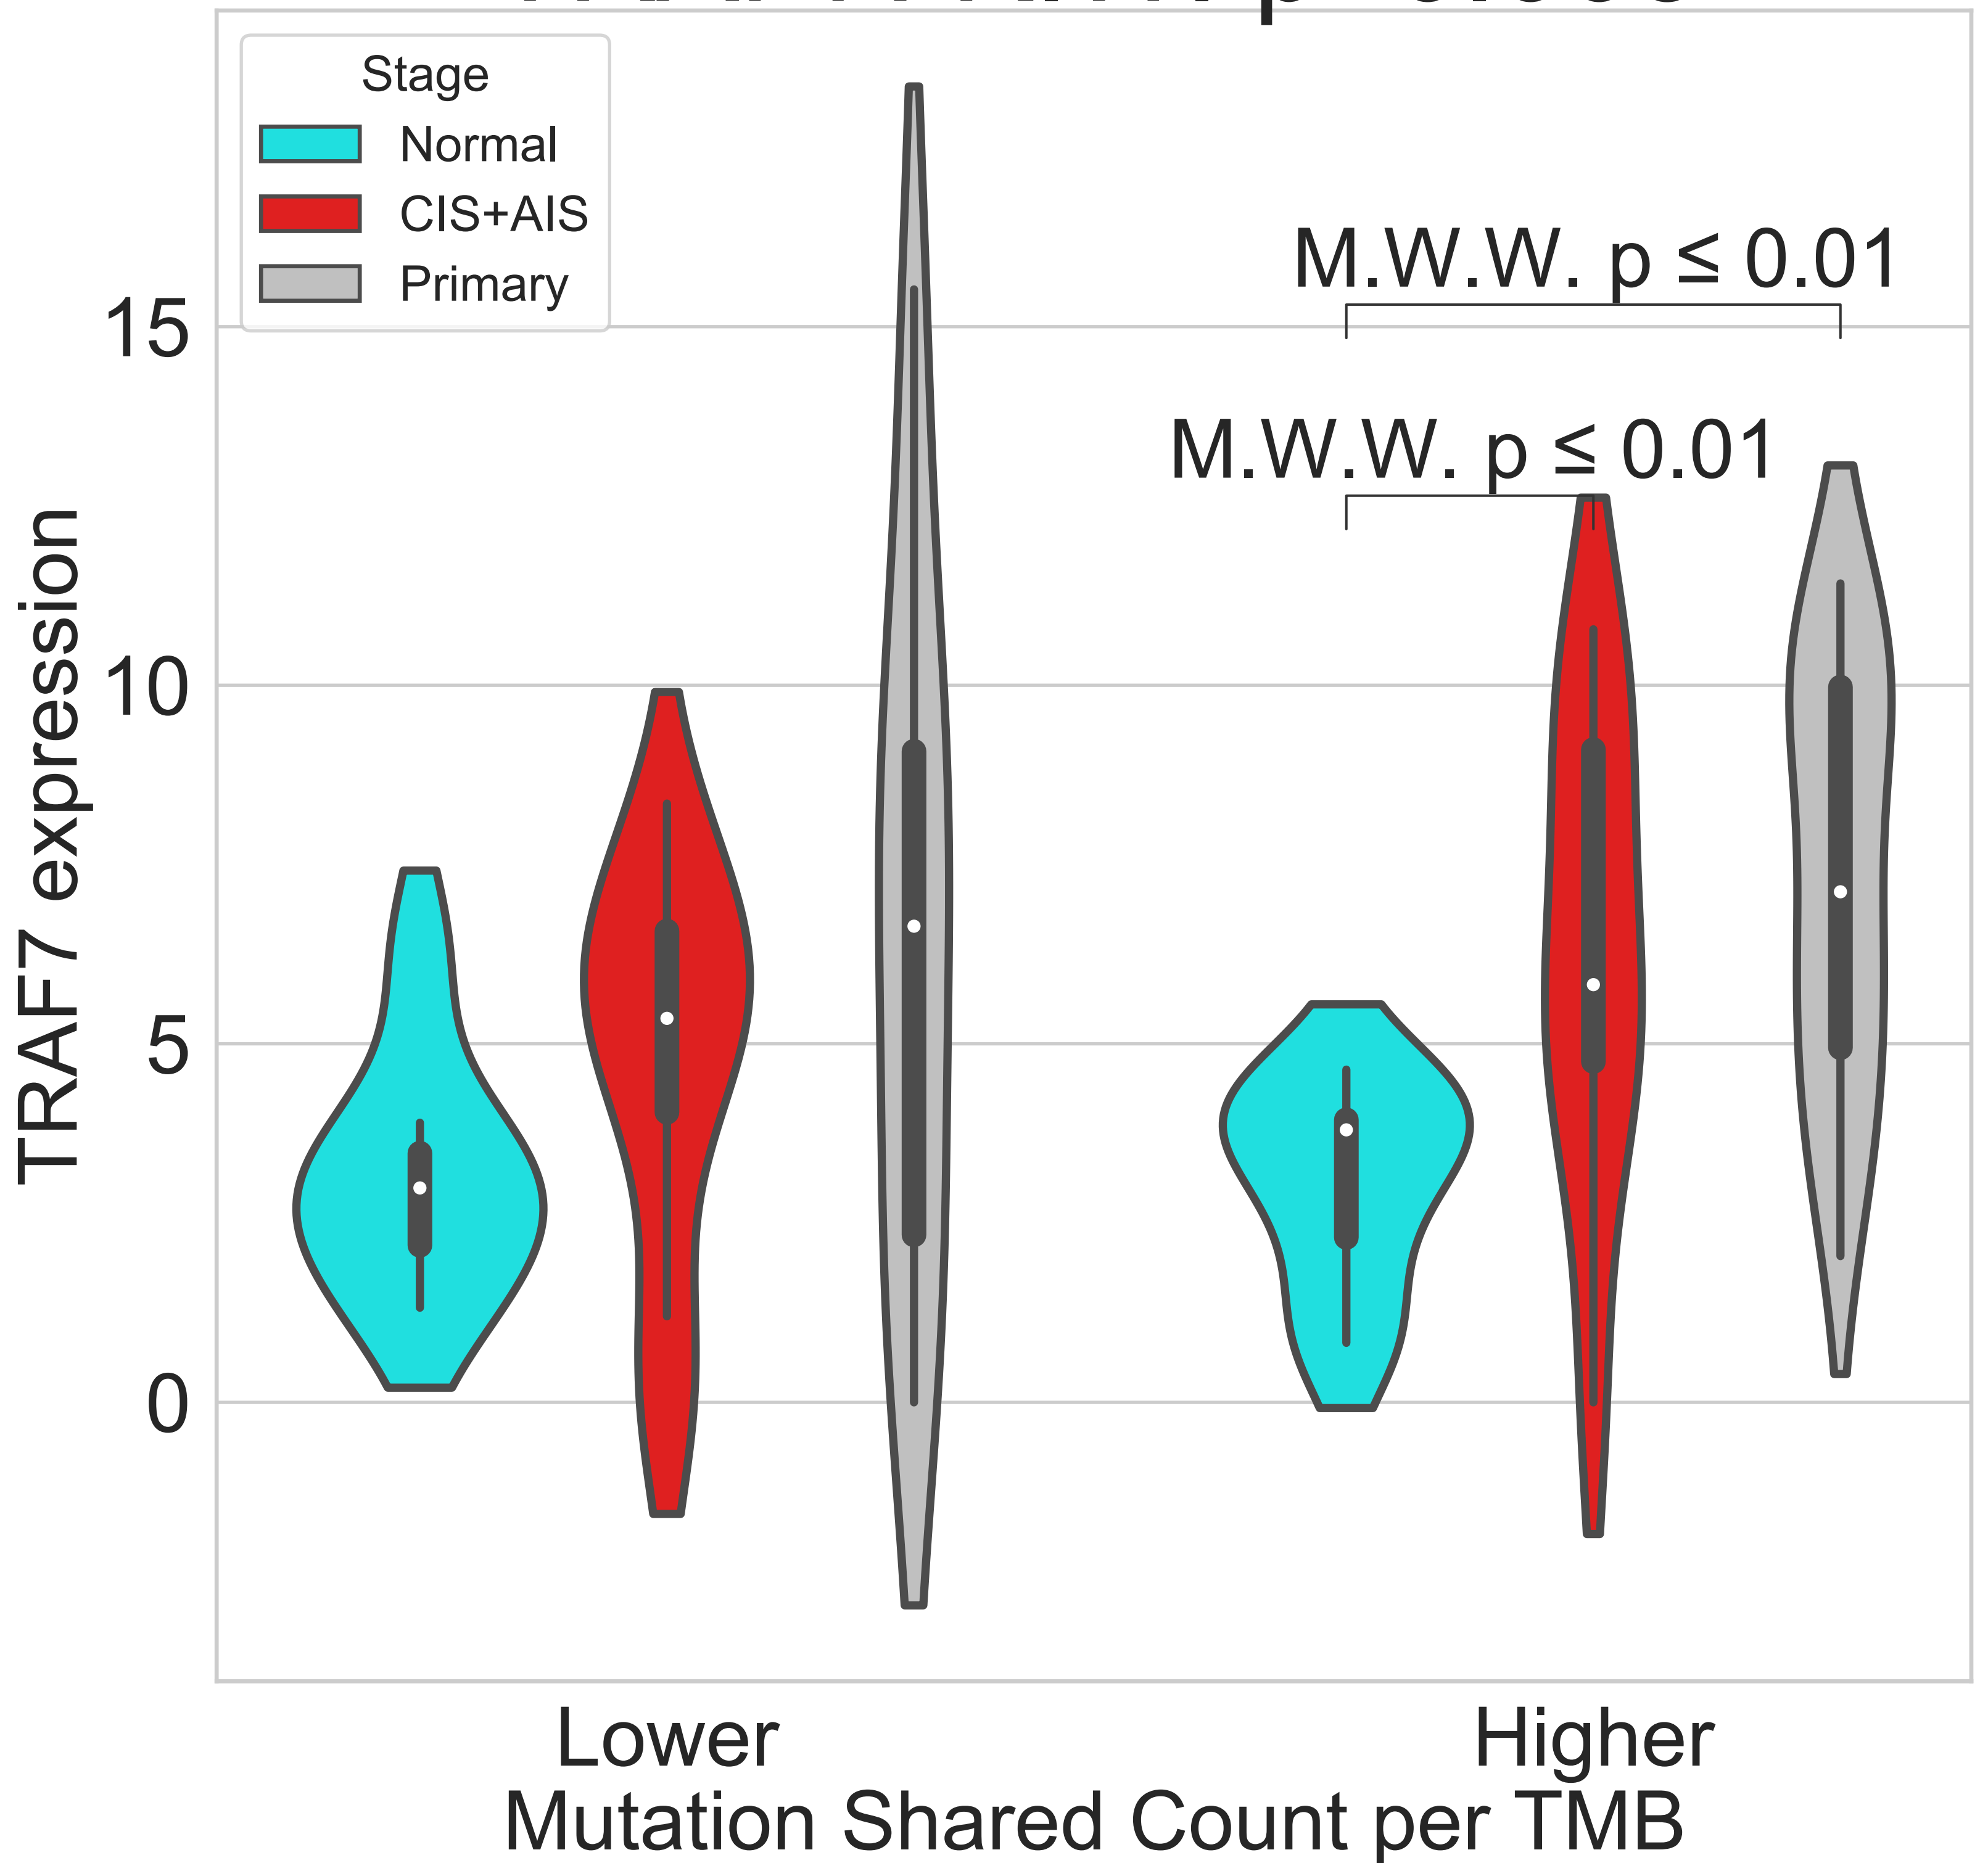 Stage
Normal
CIS+AIS
Primary
M.W.W. p ≤ 0.01
M.W.W. p ≤ 0.01
15
10
5
0
TRAF7 expression
Lower
Higher
Mutation Shared Count per TMB